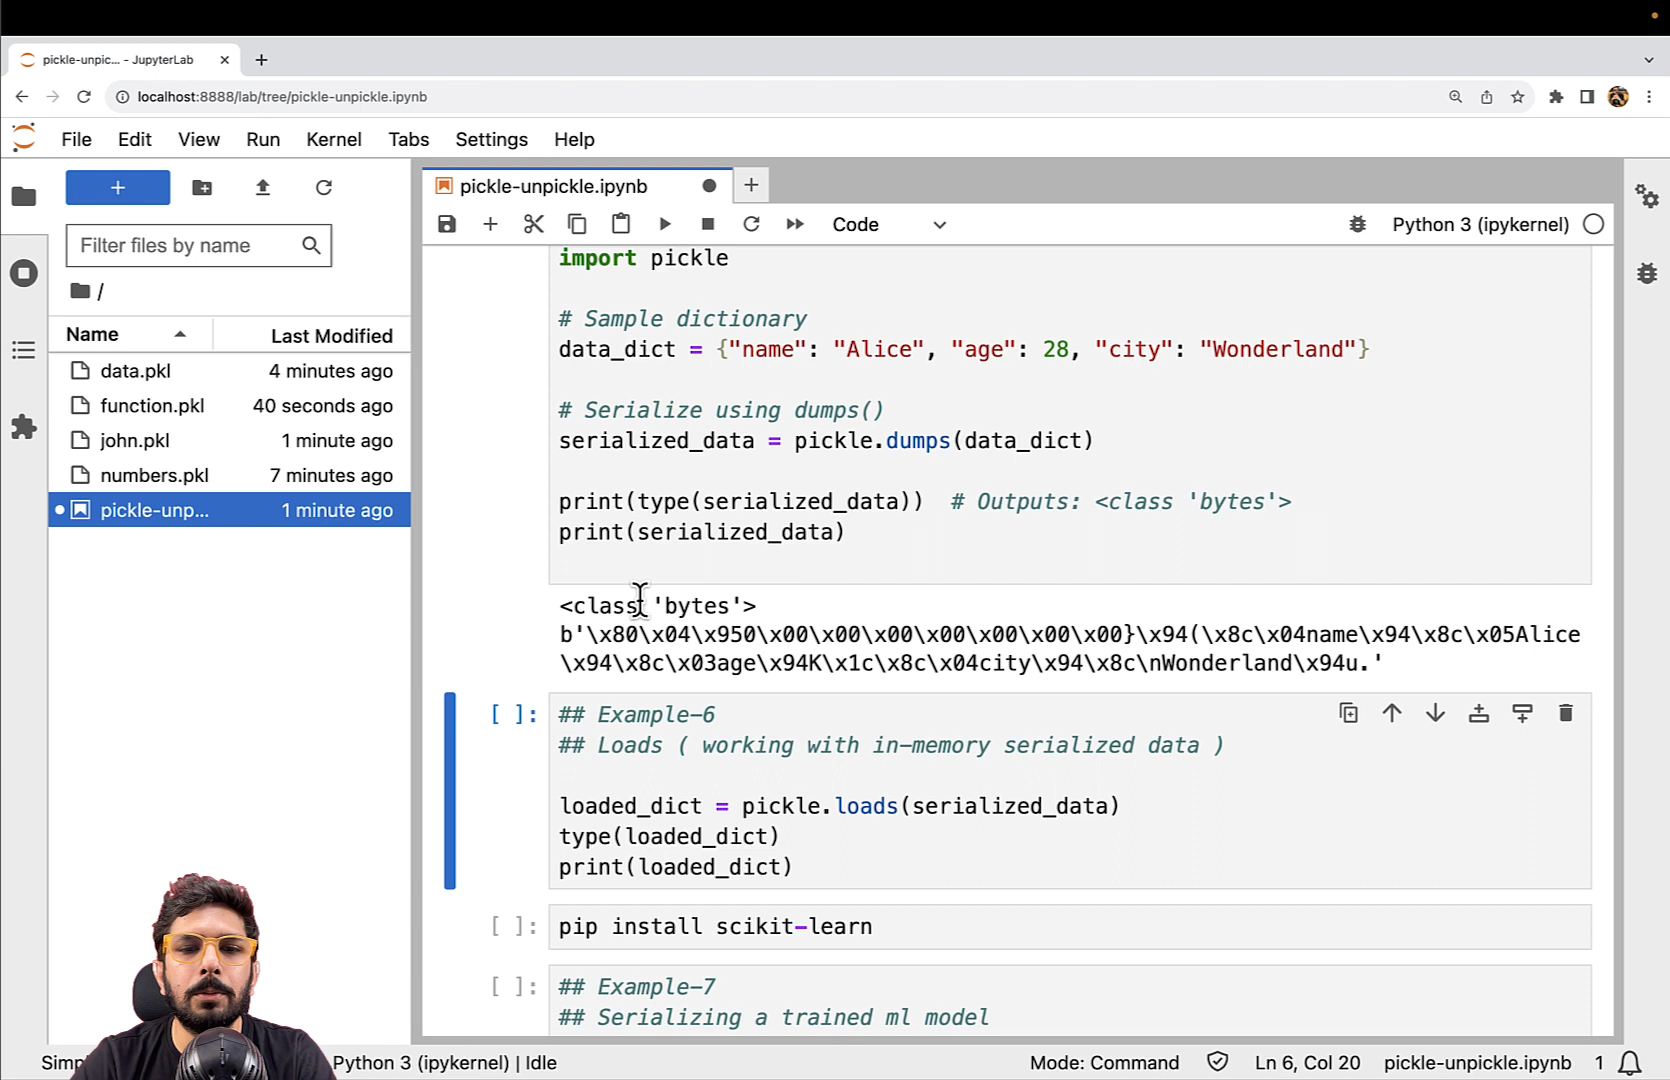 pickle-unpic... - JupyterLab
localhost:8888/lab/tree/pickle-unpickle.ipynb
File Edit View Run Kernel Tabs Settings Help
pickle-unpickle.ipynb
Code
Python 3 (ipykernel)
Filter files by name
/
Name Last Modified
data.pkl 4 minutes ago
function.pkl 40 seconds ago
john.pkl 1 minute ago
numbers.pkl 7 minutes ago
pickle-unp... 1 minute ago
import pickle
# Sample dictionary
data_dict = {"name": "Alice", "age": 28, "city": "Wonderland"}
# Serialize using dumps()
serialized_data = pickle.dumps(data_dict)
print(type(serialized_data)) # Outputs: <class 'bytes'>
print(serialized_data)
<class 'bytes'>
b'\x80\x04\x950\x00\x00\x00\x00\x00\x00\x00}\x94(\x8c\x04name\x94\x8c\x05Alice
\x94\x8c\x03age\x94K\x1c\x8c\x04city\x94\x8c\nWonderland\x94u.'
[ ]: ## Example-6
## Loads ( working with in-memory serialized data )
loaded_dict = pickle.loads(serialized_data)
type(loaded_dict)
print(loaded_dict)
[ ]: pip install scikit-learn
[ ]: ## Example-7
## Serializing a trained ml model
Simp
Python 3 (ipykernel) | Idle
Mode: Command
Ln 6, Col 20
pickle-unpickle.ipynb
1